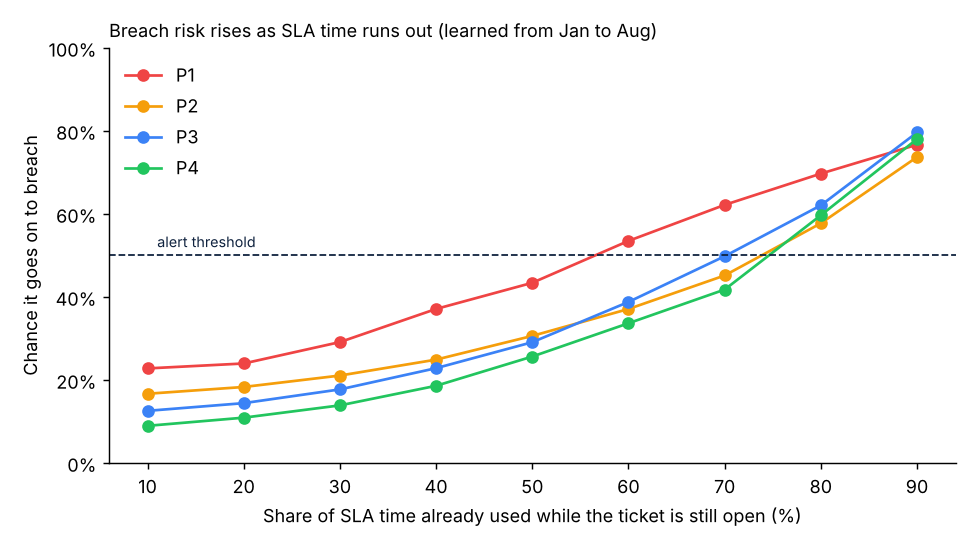 Breach risk rises as SLA time runs out (learned from Jan to Aug)
100%
80%
60%
40%
20%
0%
Chance it goes on to breach
P1
P2
P3
P4
alert threshold
10 20 30 40 50 60 70 80 90
Share of SLA time already used while the ticket is still open (%)